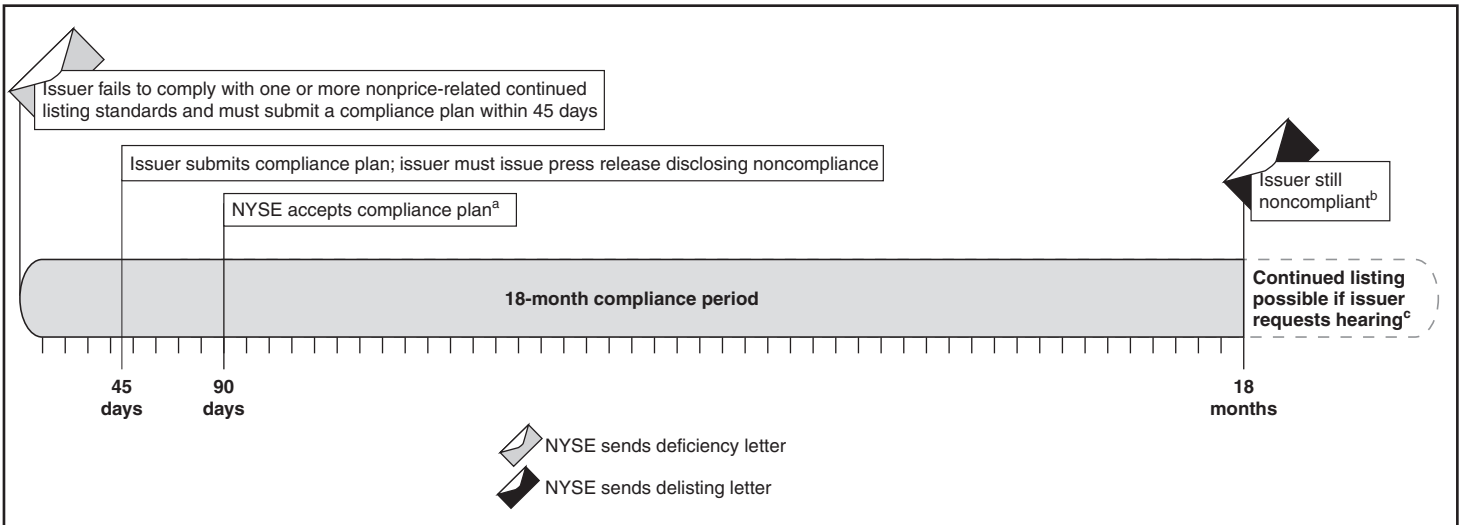 Issuer fails to comply with one or more nonprice-related continued
listing standards and must submit a compliance plan within 45 days
Issuer submits compliance plan; issuer must issue press release disclosing noncompliance
NYSE accepts compliance planᵃ
Issuer still
noncompliantᵇ
18-month compliance period
Continued listing
possible if issuer
requests hearingᶜ
45
days
90
days
18
months
NYSE sends deficiency letter
NYSE sends delisting letter